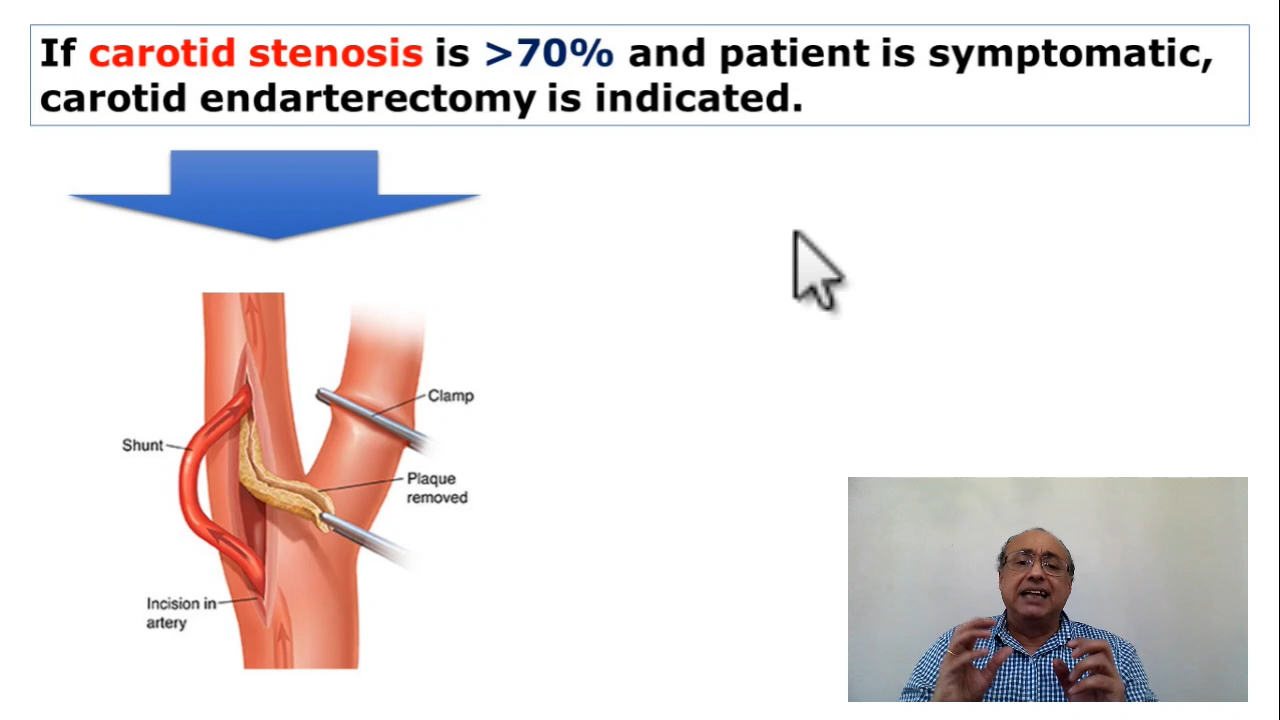 If carotid stenosis is >70% and patient is symptomatic,
carotid endarterectomy is indicated.
Clamp
Shunt
Plaque
removed
Incision in
artery